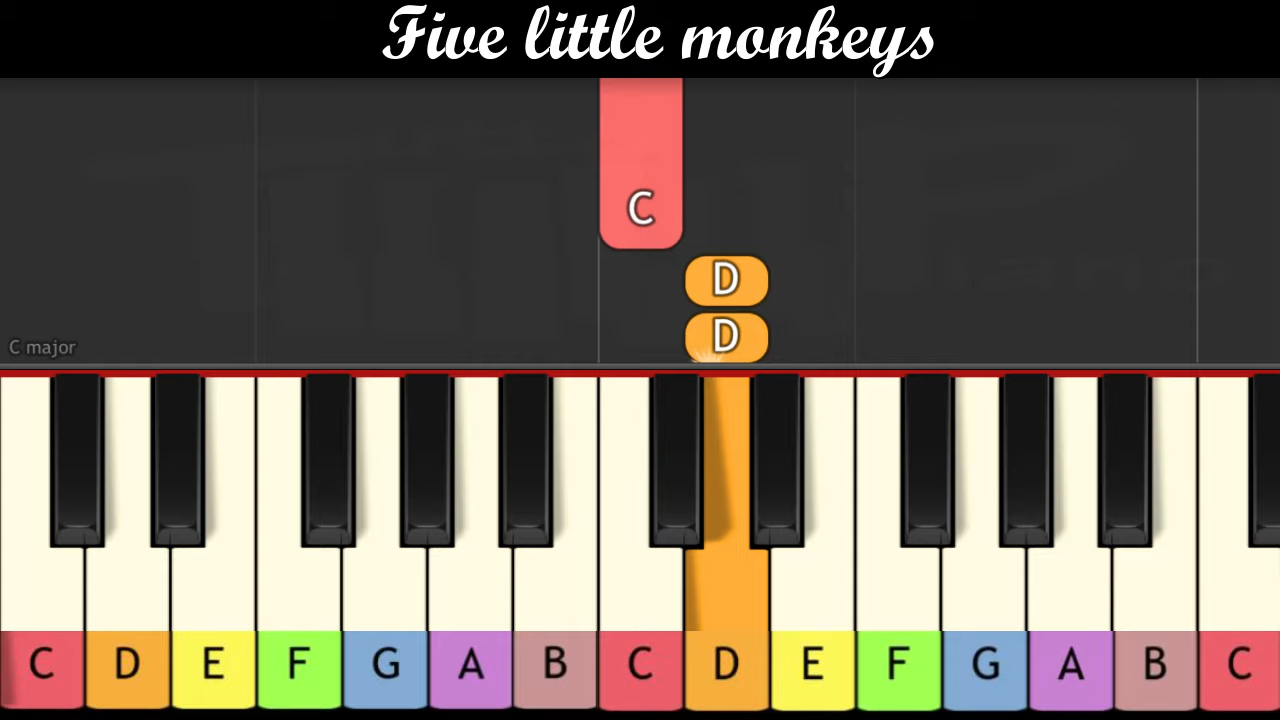 Five little monkeys
C
D
D
C major
C D E F G A B C D E F G A B C